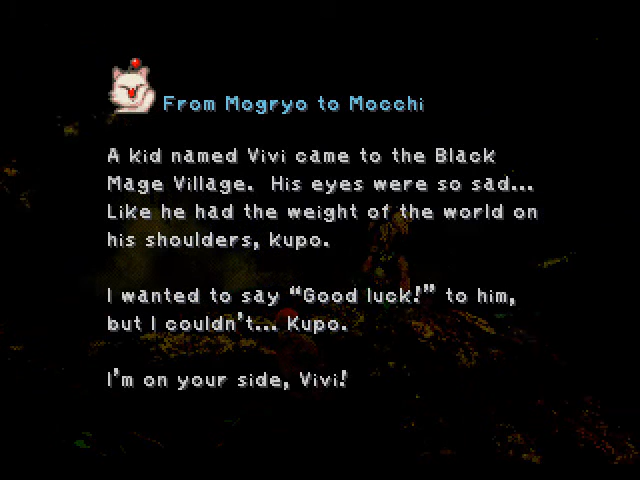 From Mogryo to Mocchi
A kid named Vivi came to the Black
Mage Village.  His eyes were so sad...
Like he had the weight of the world on
his shoulders, kupo.
I wanted to say “Good luck!” to him,
but I couldn't... Kupo.
I'm on your side, Vivi!